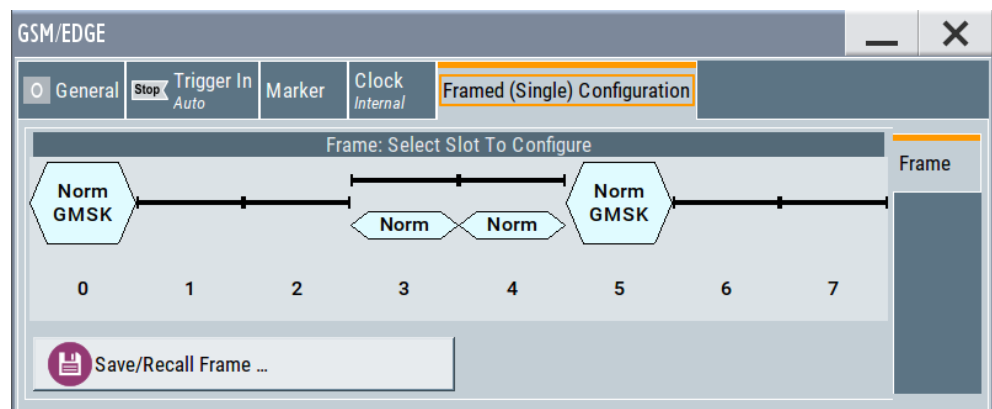 GSM/EDGE
O General Stop Trigger In Marker Clock Framed (Single) Configuration
Auto Internal
Frame: Select Slot To Configure
Frame
Norm Norm
GMSK GMSK
Norm Norm
0 1 2 3 4 5 6 7
Save/Recall Frame ...